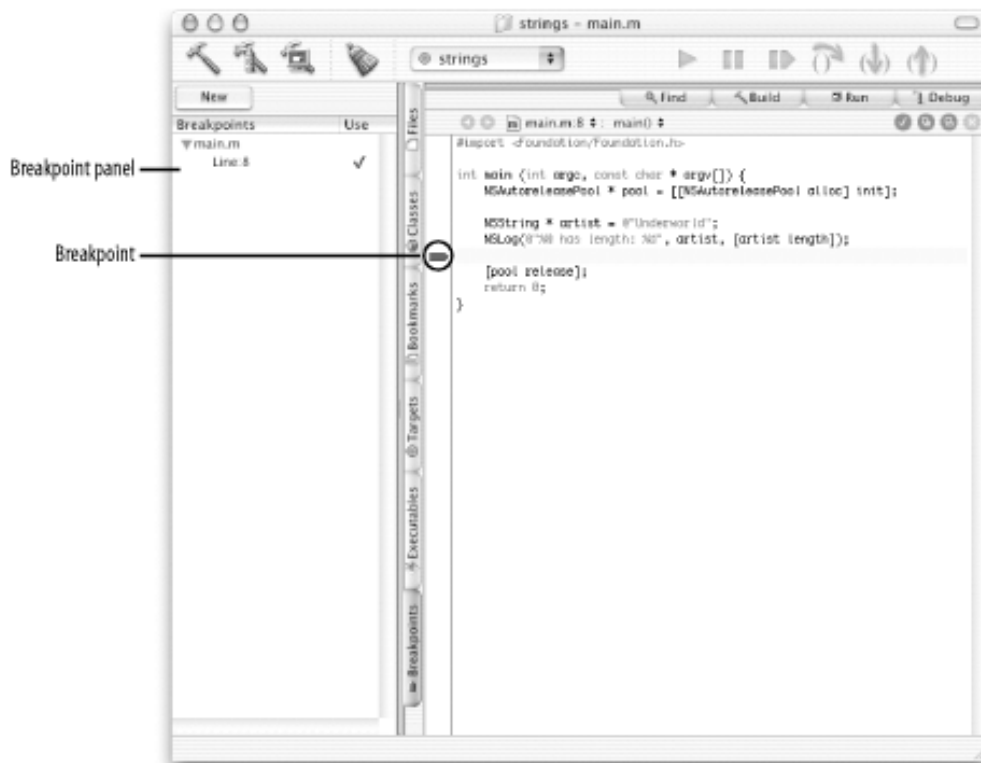 strings - main.m
strings
New
Find
Build
Run
Debug
Breakpoints Use
main.m:8 : main()
main.m
Line:8
Breakpoint panel
Breakpoint
#import <Foundation/Foundation.h>
int main (int argc, const char * argv[]) {
NSAutoreleasePool * pool = [[NSAutoreleasePool alloc] init];
NSString * artist = @"Underworld";
NSLog(@"%@ has length: %d", artist, [artist length]);
[pool release];
return 0;
}
Files
Classes
Bookmarks
Targets
Executables
Breakpoints